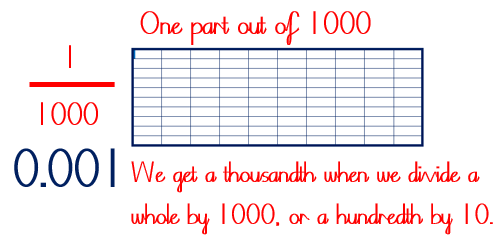 One part out of 1000
1
1000
0.001
We get a thousandth when we divide a
whole by 1000, or a hundredth by 10.